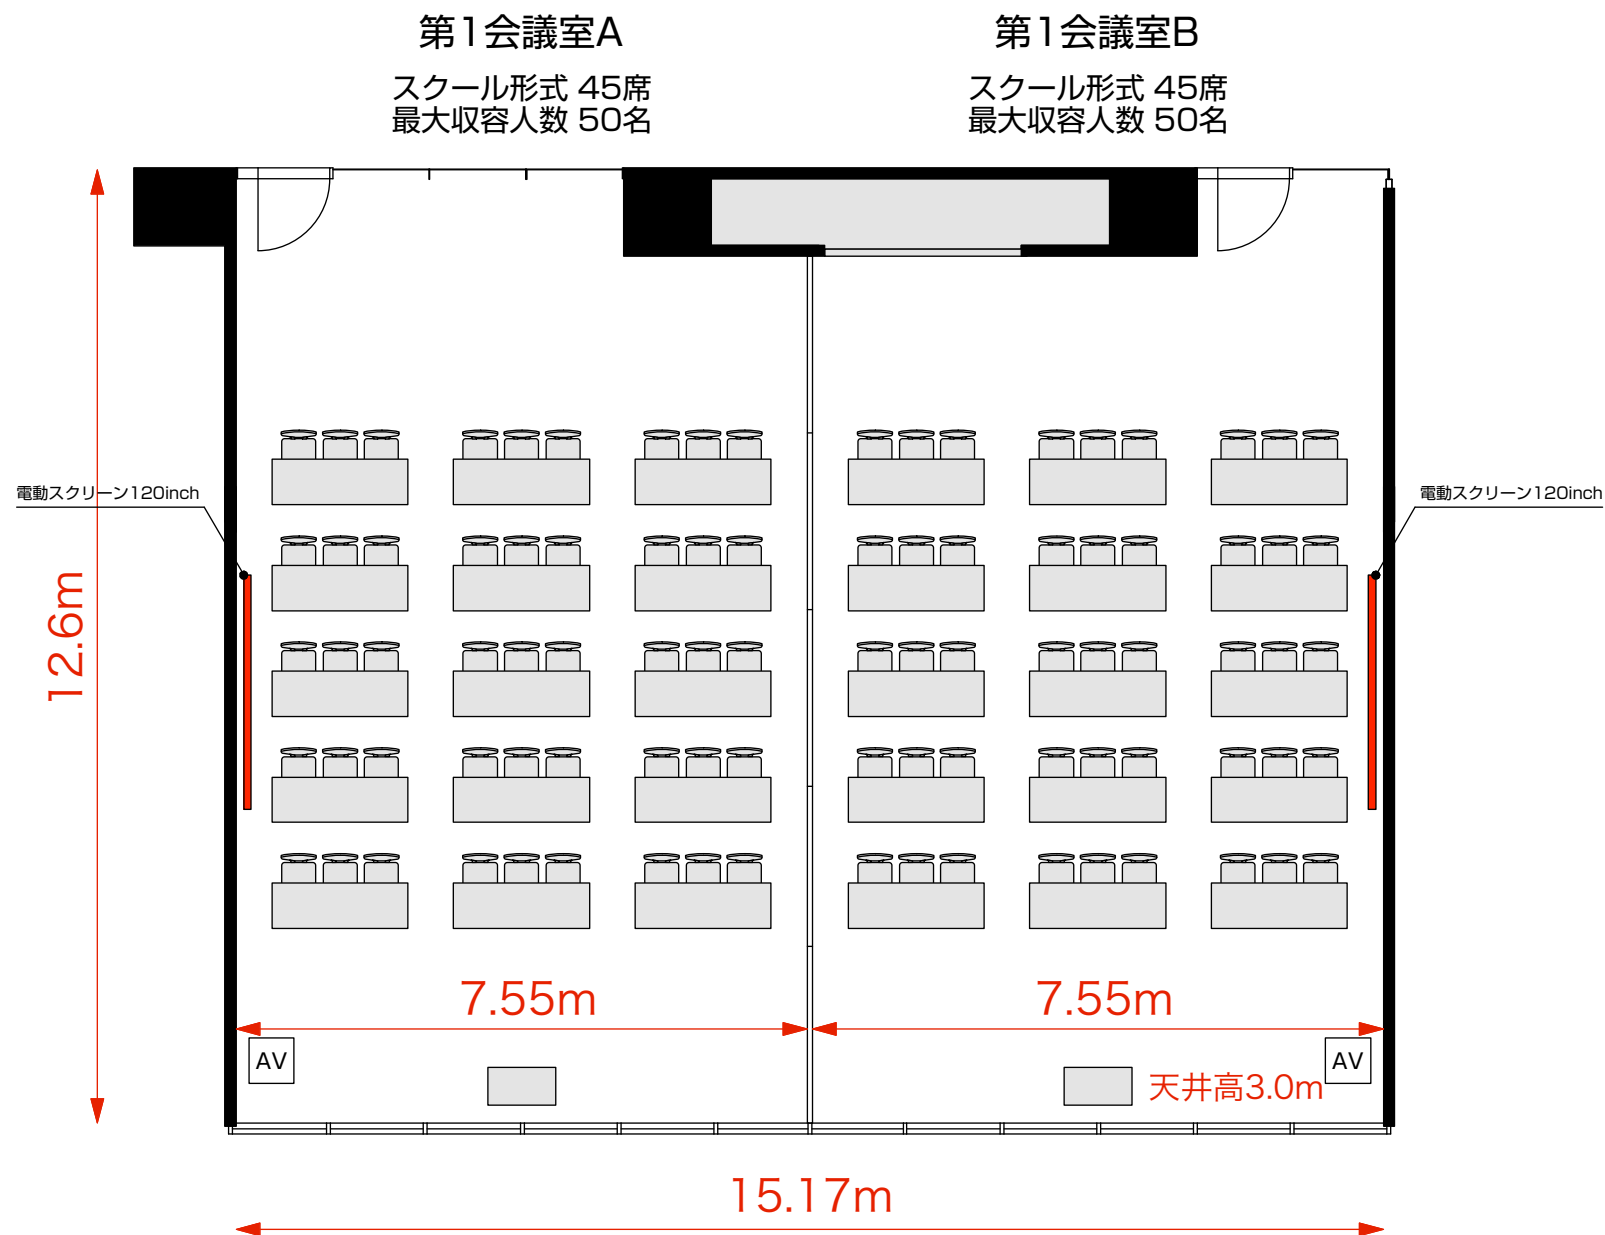 第1会議室A
スクール形式 45席
最大収容人数 50名
第1会議室B
スクール形式 45席
最大収容人数 50名
電動スクリーン120inch
電動スクリーン120inch
12.6m
7.55m
7.55m
AV
AV
天井高3.0m
15.17m